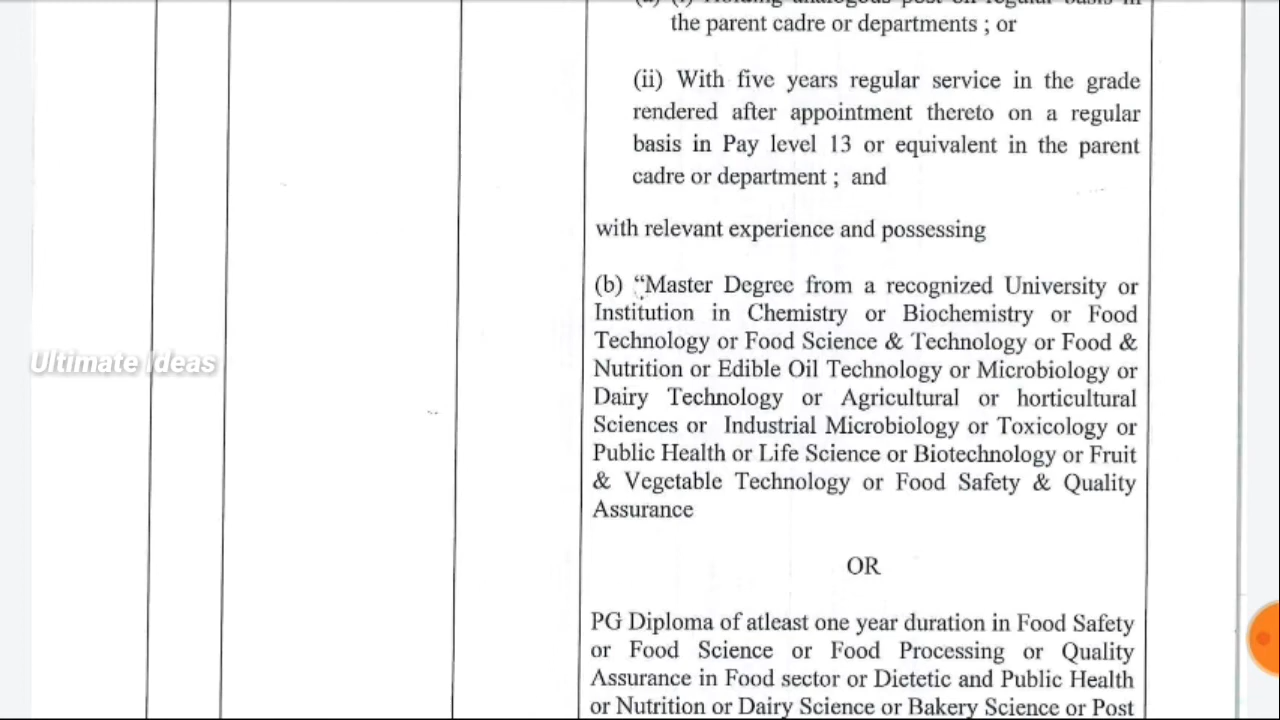 the parent cadre or departments ; or
(ii) With five years regular service in the grade
rendered after appointment thereto on a regular
basis in Pay level 13 or equivalent in the parent
cadre or department ; and
with relevant experience and possessing
(b) “Master Degree from a recognized University or
Institution in Chemistry or Biochemistry or Food
Technology or Food Science & Technology or Food &
Nutrition or Edible Oil Technology or Microbiology or
Dairy Technology or Agricultural or horticultural
Sciences or Industrial Microbiology or Toxicology or
Public Health or Life Science or Biotechnology or Fruit
& Vegetable Technology or Food Safety & Quality
Assurance
OR
PG Diploma of atleast one year duration in Food Safety
or Food Science or Food Processing or Quality
Assurance in Food sector or Dietetic and Public Health
or Nutrition or Dairy Science or Bakery Science or Post
Ultimate Ideas